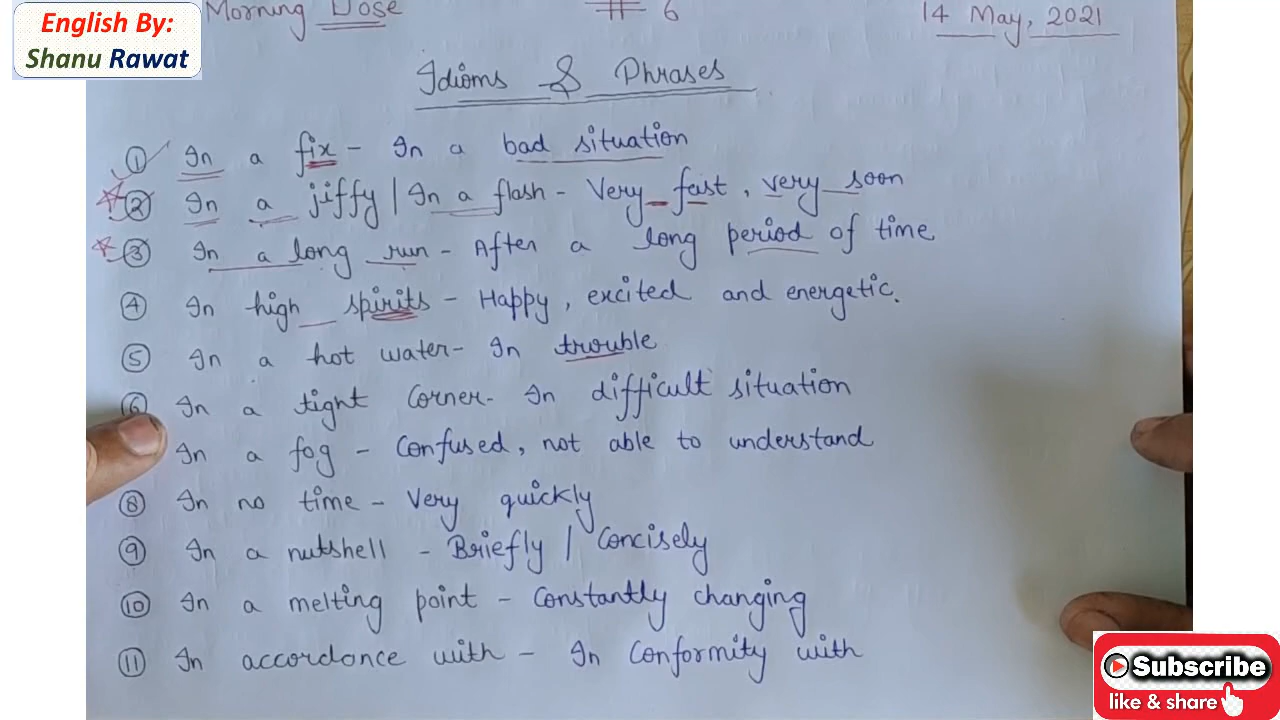 English By:
Shanu Rawat
Morning Dose # 6 14 May, 2021
Idioms & Phrases
① In a fix - In a bad situation
② In a jiffy | In a flash - Very fast, very soon
③ In a long run - After a long period of time
④ In high spirits - Happy, excited and energetic.
⑤ In a hot water - In trouble
⑥ In a tight corner - In difficult situation
In a fog - Confused, not able to understand
⑧ In no time - Very quickly
⑨ In a nutshell - Briefly | Concisely
⑩ In a melting point - Constantly changing
⑪ In accordance with - In conformity with
Subscribe
like & share